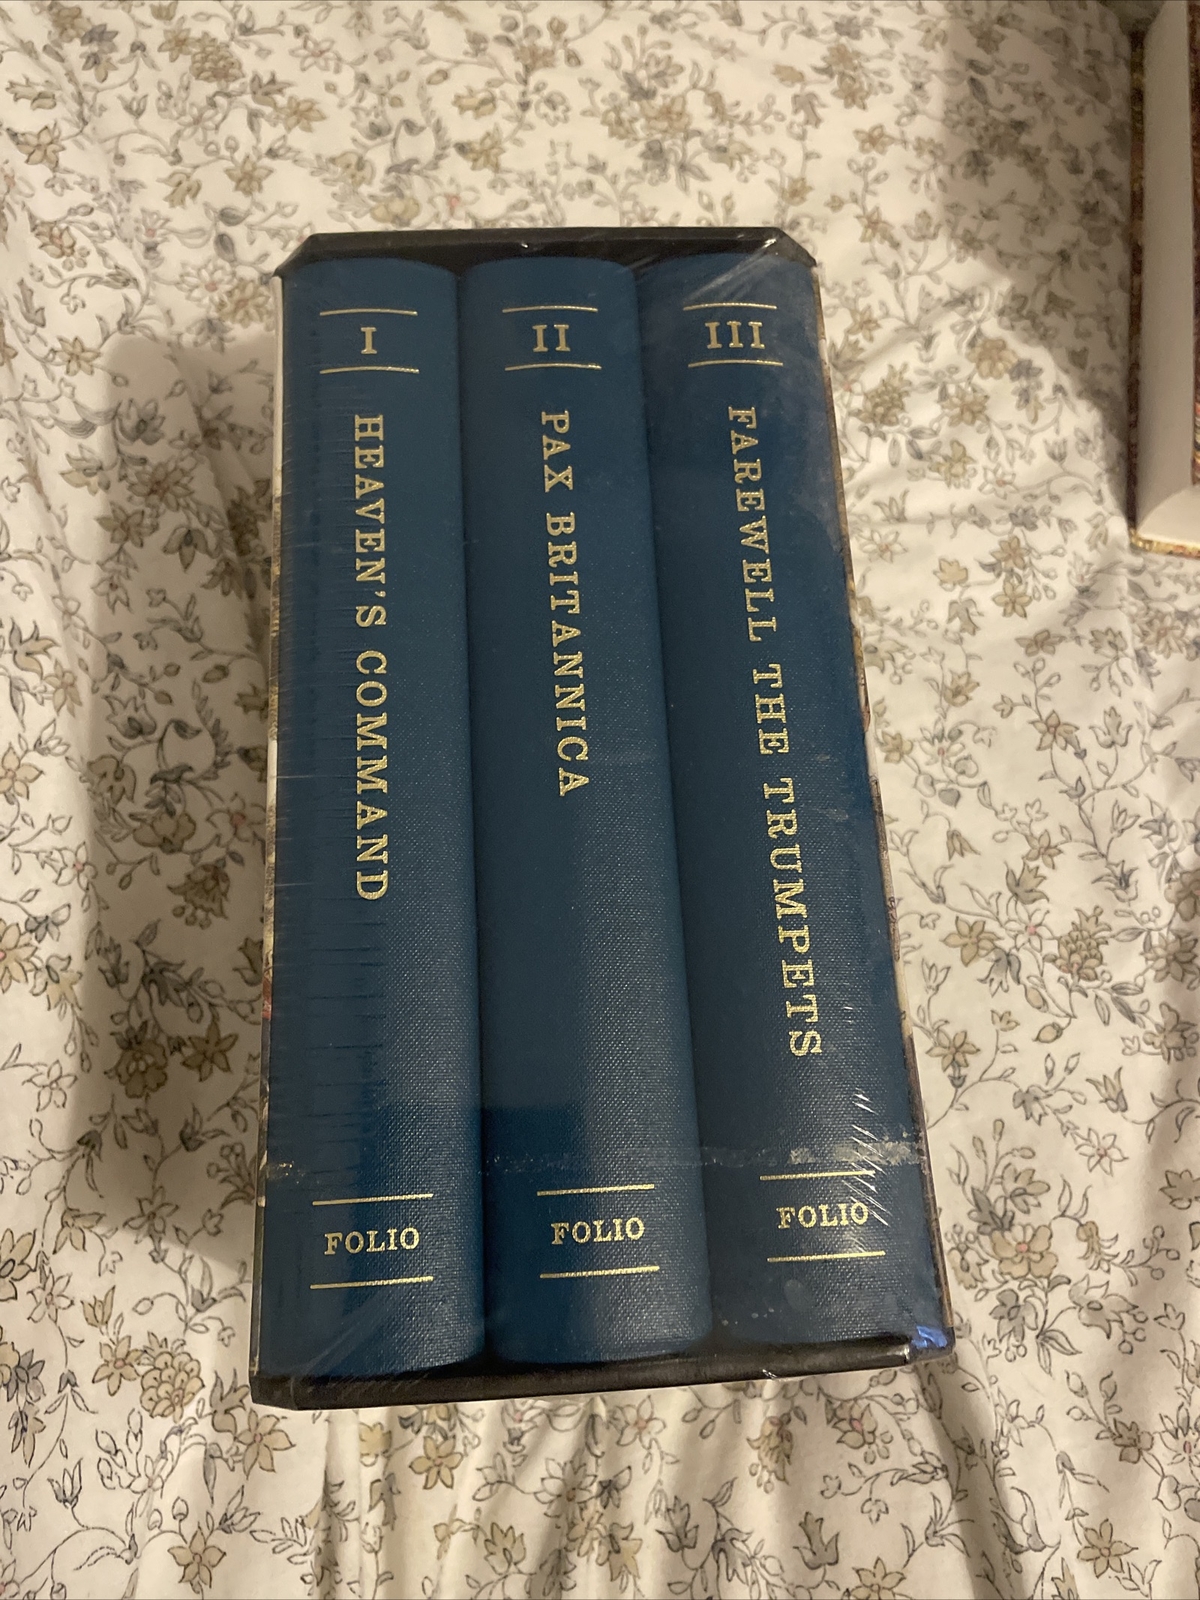 I
HEAVEN'S COMMAND
FOLIO
II
PAX BRITANNICA
FOLIO
III
FAREWELL THE TRUMPETS
FOLIO